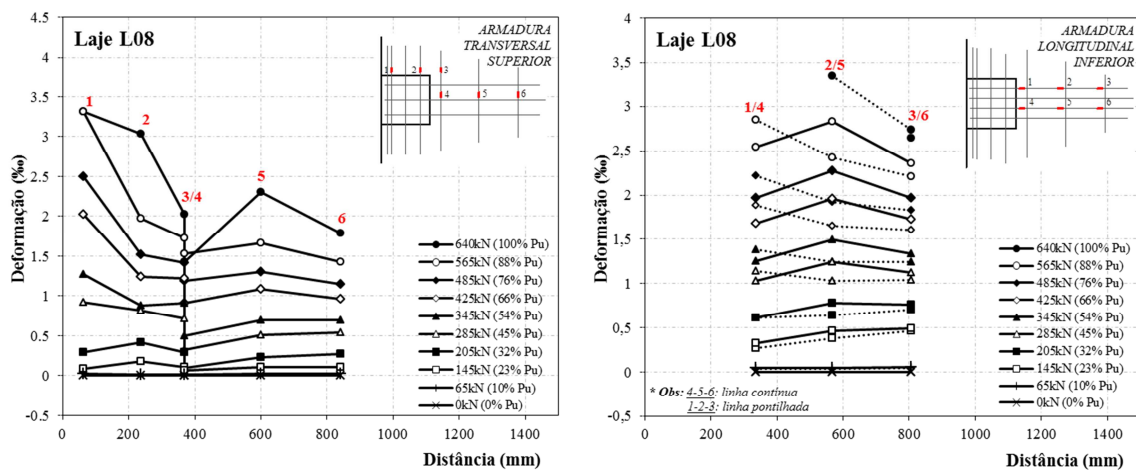 Laje L08
ARMADURA
TRANSVERSAL
SUPERIOR
1 2 3
4 5 6
1
2
3/4
5
6
4.5
4
3.5
3
2.5
2
1.5
1
0.5
0
-0.5
Deformação (‰)
0 200 400 600 800 1000 1200 1400
Distância (mm)
640kN (100% Pu)
565kN (88% Pu)
485kN (76% Pu)
425kN (66% Pu)
345kN (54% Pu)
285kN (45% Pu)
205kN (32% Pu)
145kN (23% Pu)
65kN (10% Pu)
0kN (0% Pu)
Laje L08
ARMADURA
LONGITUDINAL
INFERIOR
1 2 3
4 5 6
1/4
2/5
3/6
4
3,5
3
2,5
2
1,5
1
0,5
0
-0,5
Deformação (‰)
0 200 400 600 800 1000 1200 1400
Distância (mm)
640kN (100% Pu)
565kN (88% Pu)
485kN (76% Pu)
425kN (66% Pu)
345kN (54% Pu)
285kN (45% Pu)
205kN (32% Pu)
145kN (23% Pu)
65kN (10% Pu)
0kN (0% Pu)
* Obs: 4-5-6: linha contínua
1-2-3: linha pontilhada